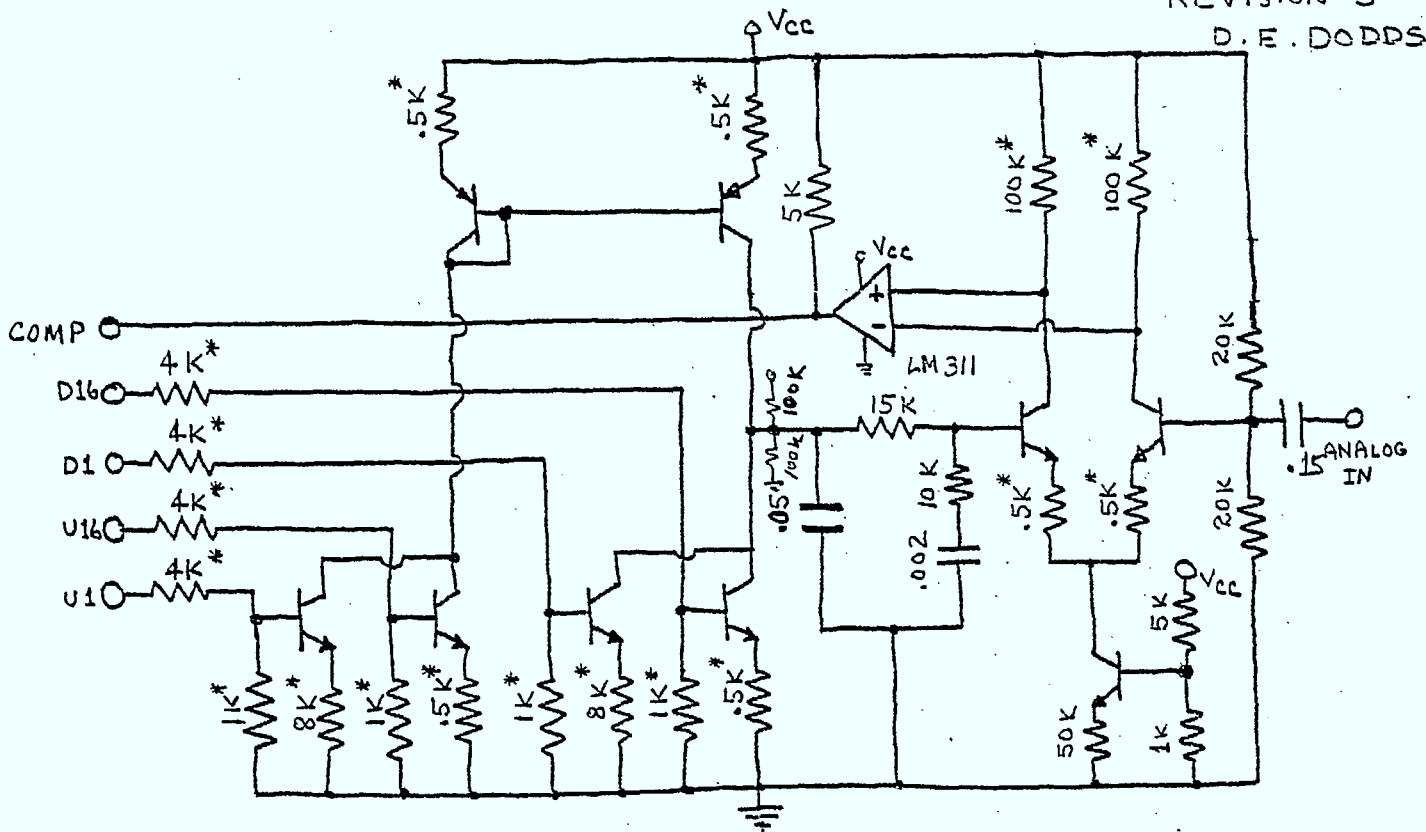 REVISION 3
D.E.DODDS
Vcc
.5K*
.5K*
5K
100K*
100K*
Vcc
+
-
LM311
COMP
4K*
D16
4K*
D1
4K*
U16
4K*
U1
100K
100K
15K
.05
10K
.002
.5K*
.5K*
20K
20K
.15
ANALOG
IN
Vcc
5K
1K*
8K*
1K*
.5K*
1K*
8K*
1K*
.5K*
50K
1K